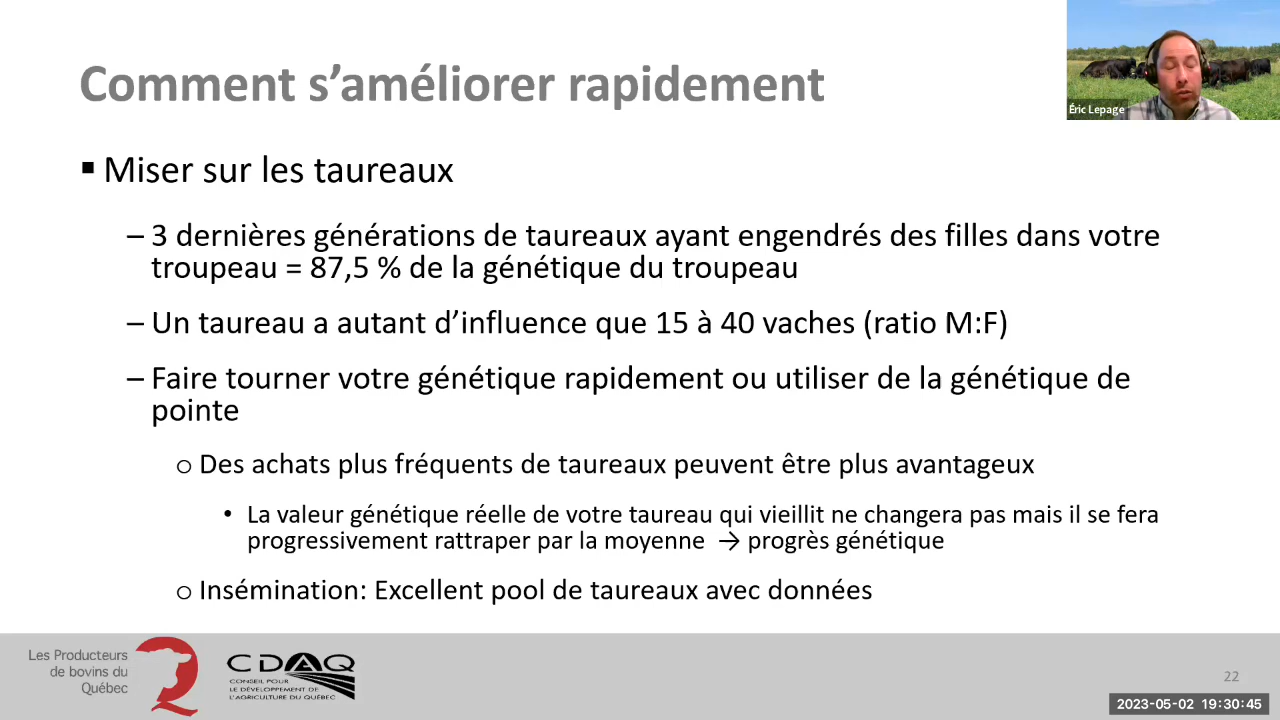 Comment s’améliorer rapidement
Éric Lepage
▪ Miser sur les taureaux
– 3 dernières générations de taureaux ayant engendrés des filles dans votre
troupeau = 87,5 % de la génétique du troupeau
– Un taureau a autant d’influence que 15 à 40 vaches (ratio M:F)
– Faire tourner votre génétique rapidement ou utiliser de la génétique de
pointe
o Des achats plus fréquents de taureaux peuvent être plus avantageux
• La valeur génétique réelle de votre taureau qui vieillit ne changera pas mais il se fera
progressivement rattraper par la moyenne → progrès génétique
o Insémination: Excellent pool de taureaux avec données
Les Producteurs
de bovins du
Québec
CDAQ
CONSEIL POUR
LE DÉVELOPPEMENT DE
L'AGRICULTURE DU QUÉBEC
22
2023-05-02 19:30:45